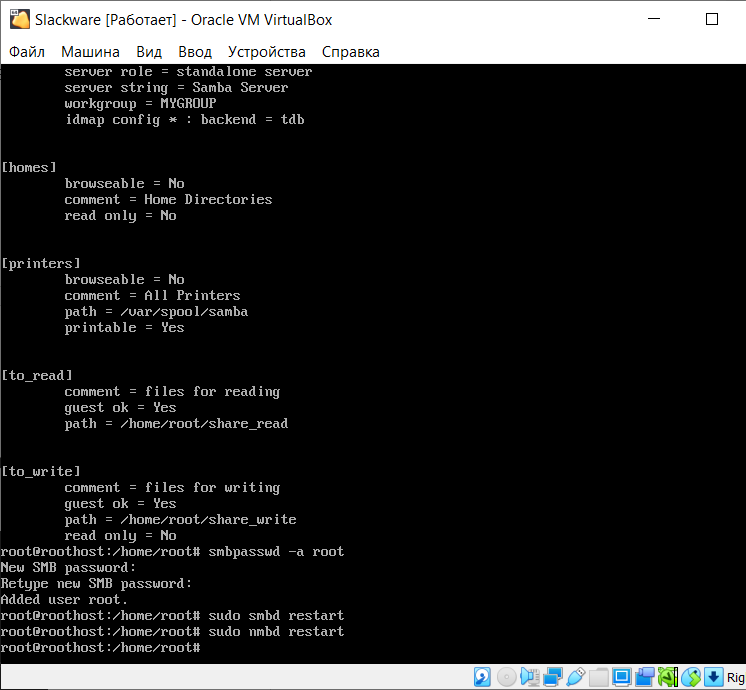 Slackware [Работает] - Oracle VM VirtualBox
Файл Машина Вид Ввод Устройства Справка
server role = standalone server
server string = Samba Server
workgroup = MYGROUP
idmap config * : backend = tdb
[homes]
browseable = No
comment = Home Directories
read only = No
[printers]
browseable = No
comment = All Printers
path = /var/spool/samba
printable = Yes
[to_read]
comment = files for reading
guest ok = Yes
path = /home/root/share_read
[to_write]
comment = files for writing
guest ok = Yes
path = /home/root/share_write
read only = No
root@roothost:/home/root# smbpasswd -a root
New SMB password:
Retype new SMB password:
Added user root.
root@roothost:/home/root# sudo smbd restart
root@roothost:/home/root# sudo nmbd restart
root@roothost:/home/root#
Rig